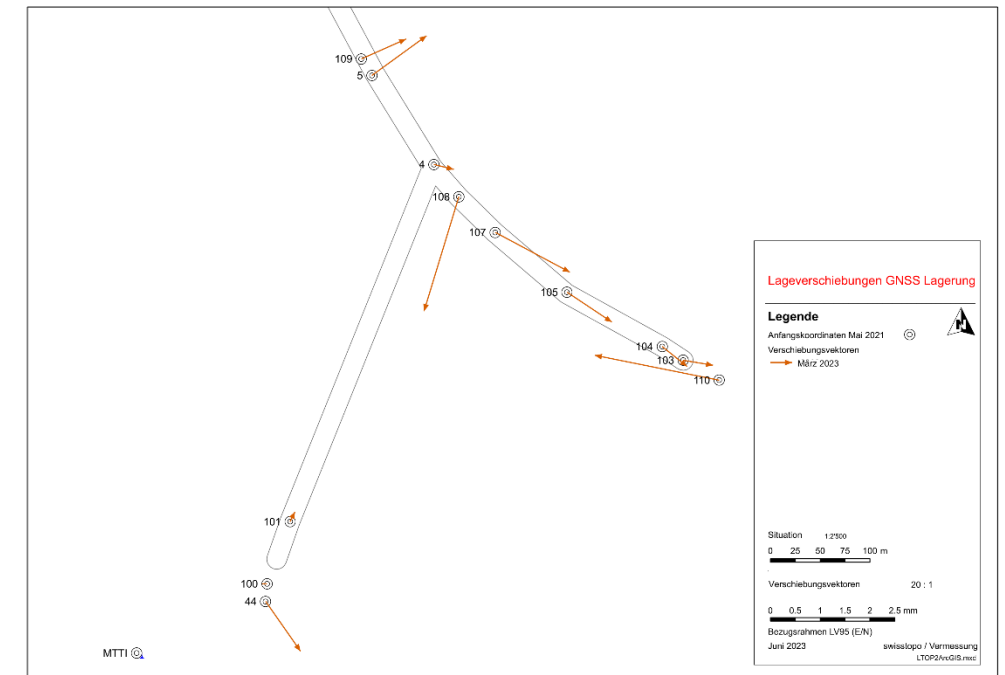 109
5
4
108
107
105
104
103
110
101
100
44
MTTI
Lageverschiebungen GNSS Lagerung
Legende
N
Anfangskoordinaten Mai 2021
Verschiebungsvektoren
März 2023
Situation 1:2'500
0 25 50 75 100 m
Verschiebungsvektoren 20 : 1
0 0.5 1 1.5 2 2.5 mm
Bezugsrahmen LV95 (E/N)
Juni 2023 swisstopo / Vermessung
LTOP2ArcGIS.mxd